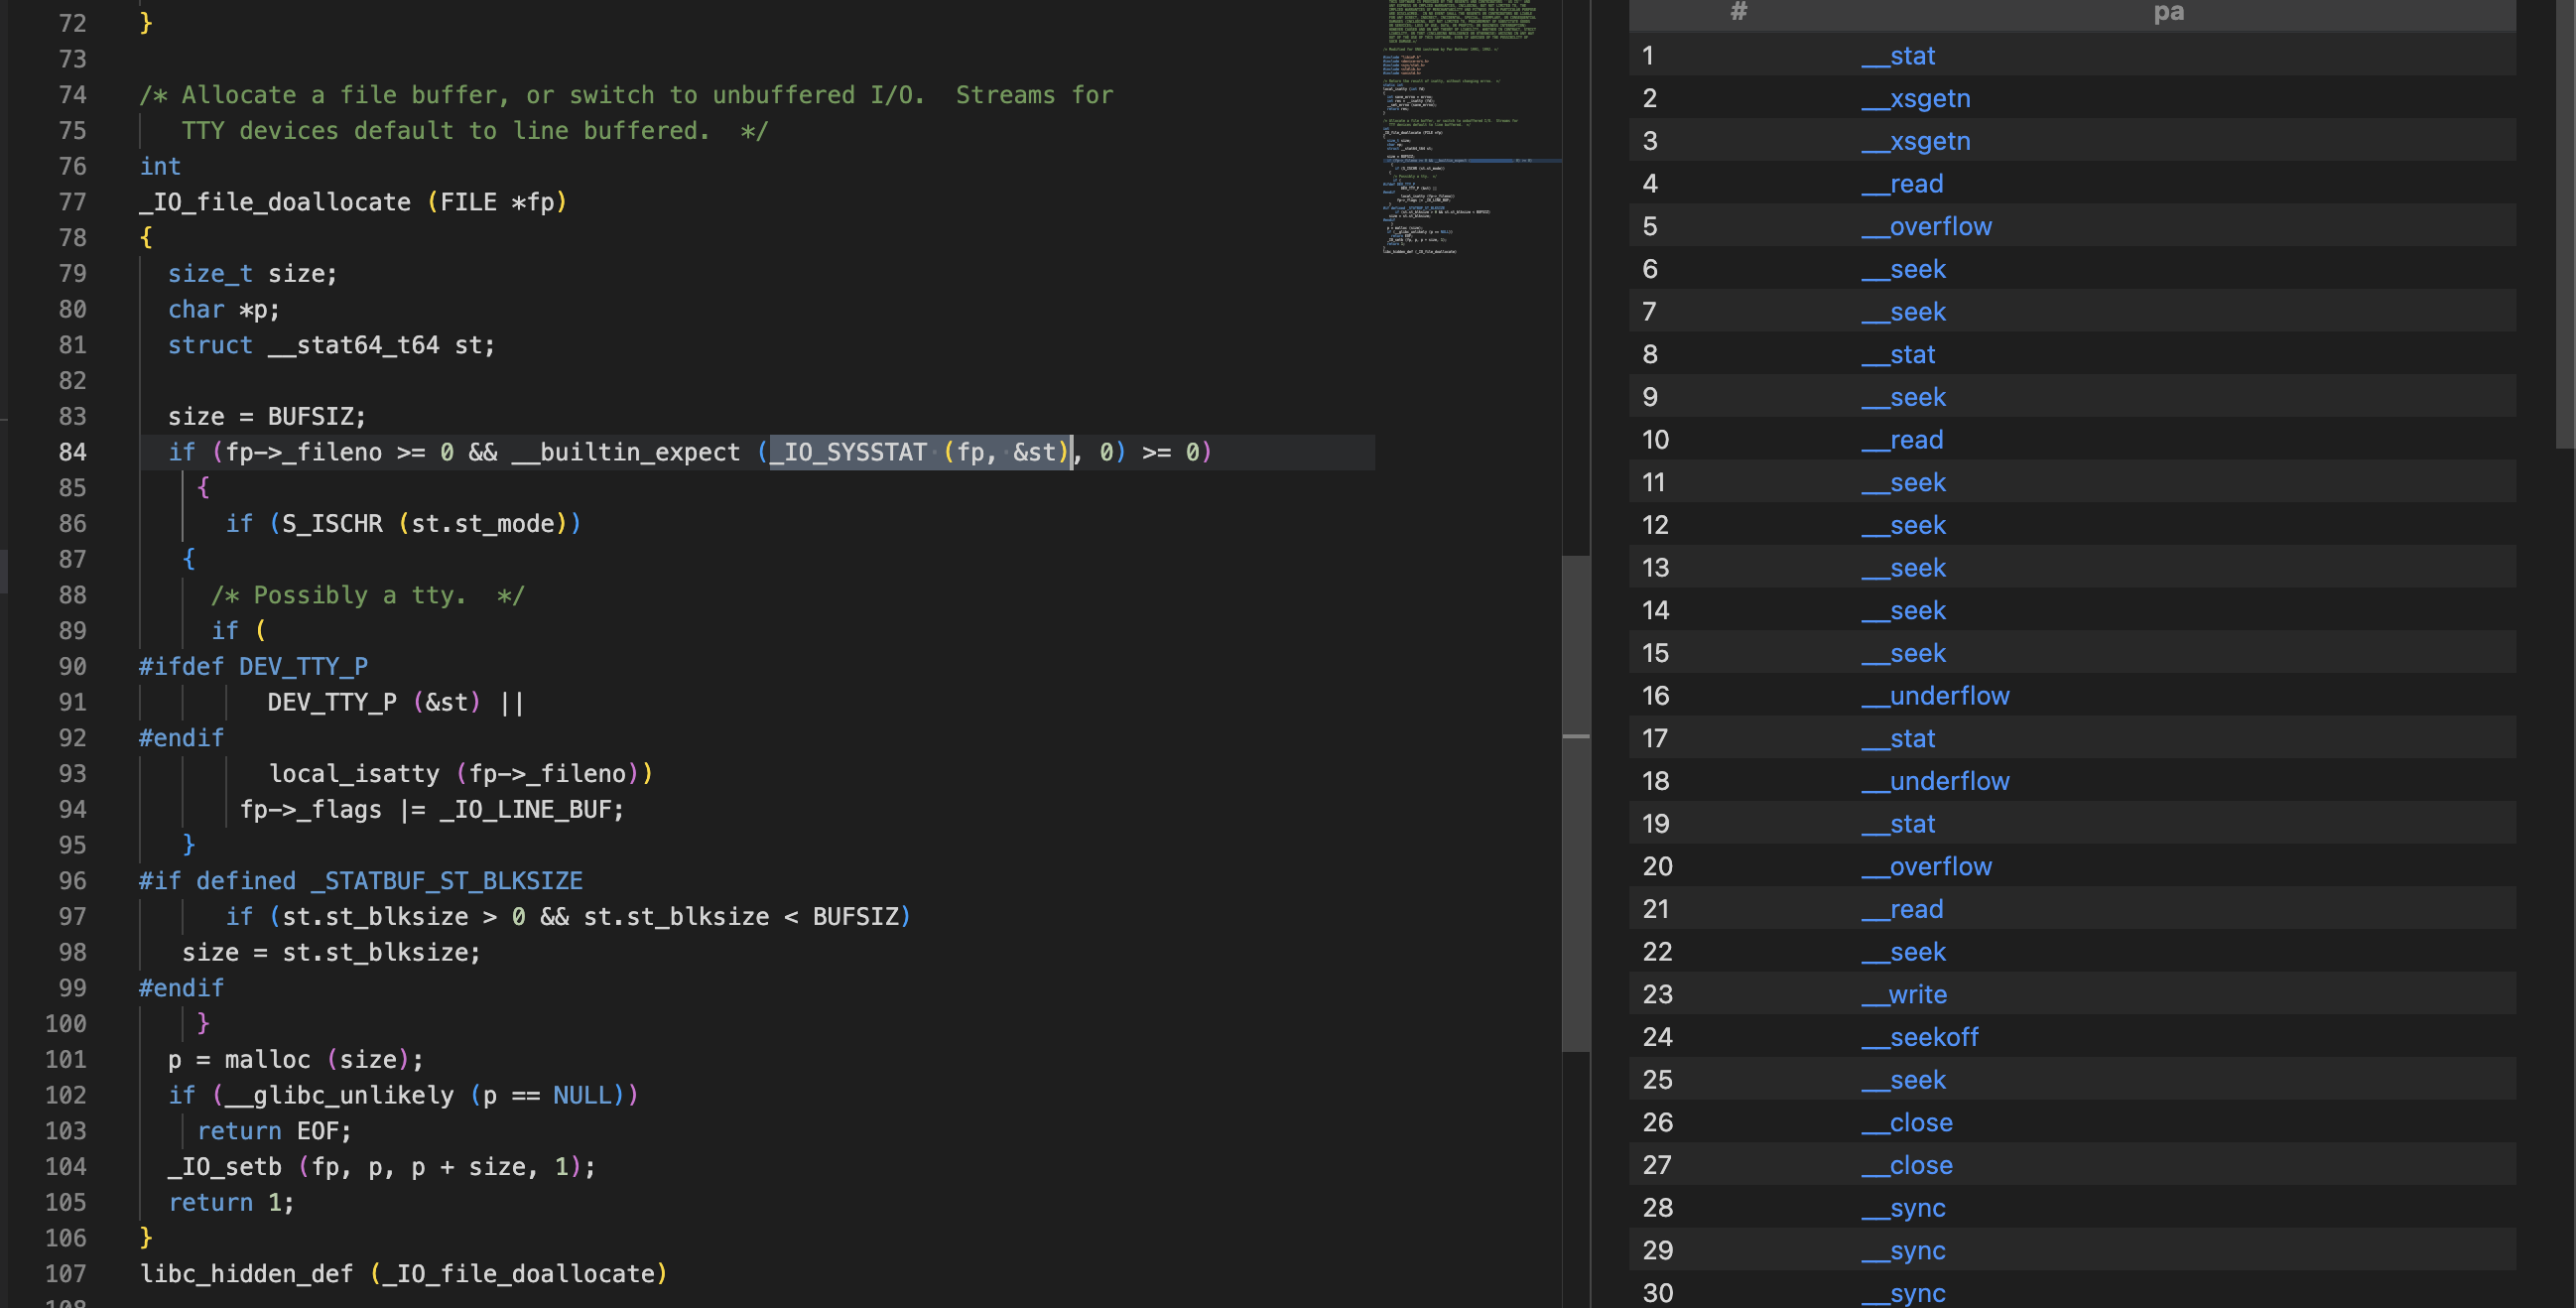 72 }
73
74 /* Allocate a file buffer, or switch to unbuffered I/O.  Streams for
75    TTY devices default to line buffered.  */
76 int
77 _IO_file_doallocate (FILE *fp)
78 {
79   size_t size;
80   char *p;
81   struct __stat64_t64 st;
82
83   size = BUFSIZ;
84   if (fp->_fileno >= 0 && __builtin_expect (_IO_SYSSTAT (fp, &st), 0) >= 0)
85     {
86       if (S_ISCHR (st.st_mode))
87    {
88      /* Possibly a tty.  */
89      if (
90 #ifdef DEV_TTY_P
91          DEV_TTY_P (&st) ||
92 #endif
93          local_isatty (fp->_fileno))
94        fp->_flags |= _IO_LINE_BUF;
95    }
96 #if defined _STATBUF_ST_BLKSIZE
97       if (st.st_blksize > 0 && st.st_blksize < BUFSIZ)
98    size = st.st_blksize;
99 #endif
100     }
101   p = malloc (size);
102   if (__glibc_unlikely (p == NULL))
103     return EOF;
104   _IO_setb (fp, p, p + size, 1);
105   return 1;
106 }
107 libc_hidden_def (_IO_file_doallocate)
108
# pa
1 __stat
2 __xsgetn
3 __xsgetn
4 __read
5 __overflow
6 __seek
7 __seek
8 __stat
9 __seek
10 __read
11 __seek
12 __seek
13 __seek
14 __seek
15 __seek
16 __underflow
17 __stat
18 __underflow
19 __stat
20 __overflow
21 __read
22 __seek
23 __write
24 __seekoff
25 __seek
26 __close
27 __close
28 __sync
29 __sync
30 __sync